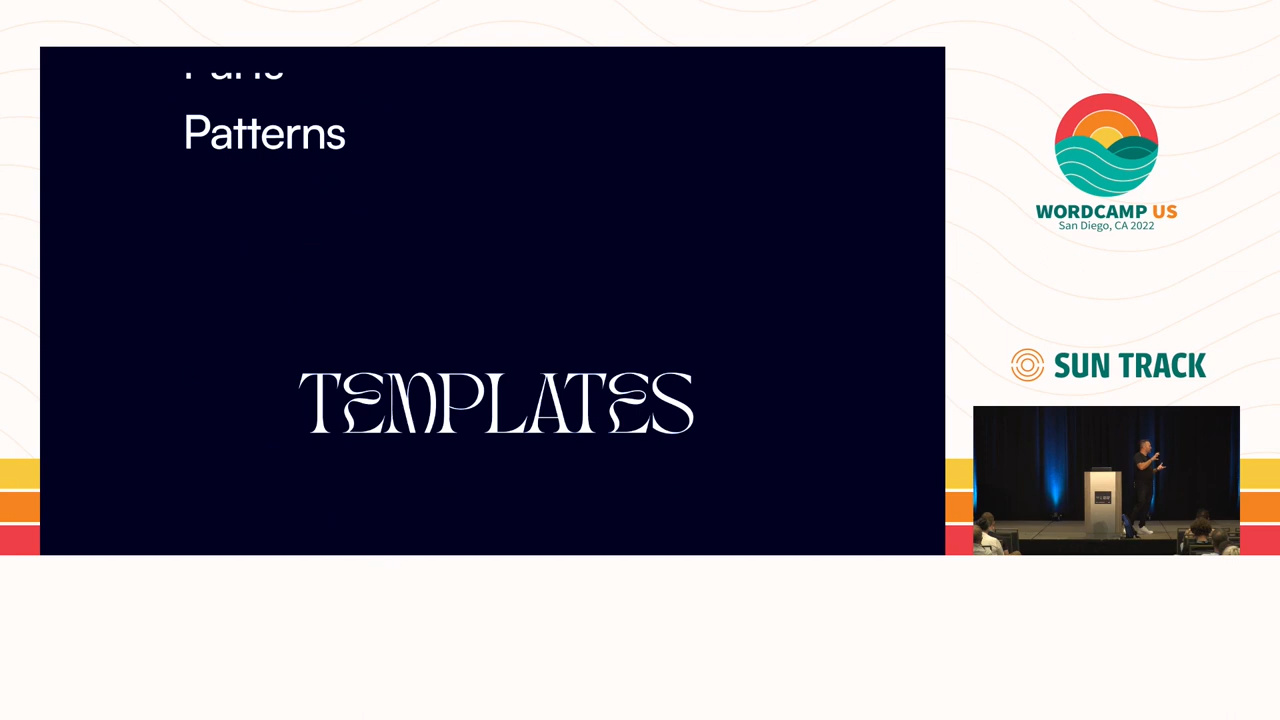 Patterns
TEMPLATES
WORDCAMP US
San Diego, CA 2022
SUN TRACK